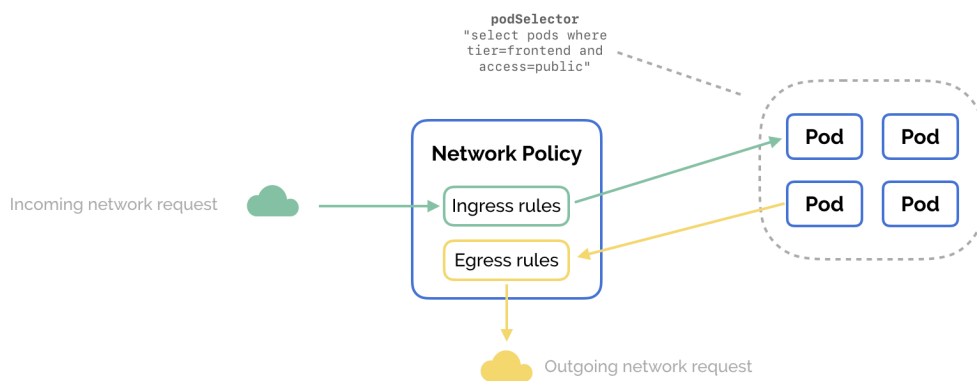 podSelector
"select pods where
tier=frontend and
access=public"
Network Policy
Pod
Pod
Incoming network request
Ingress rules
Pod
Pod
Egress rules
Outgoing network request